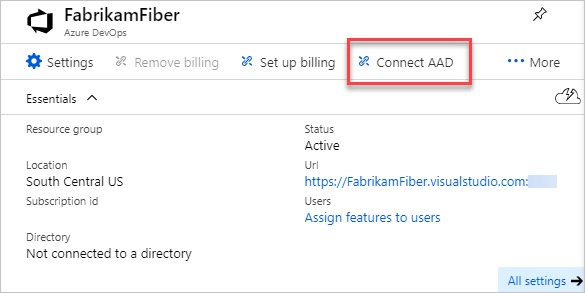 FabrikamFiber
Azure DevOps
Settings Remove billing Set up billing Connect AAD ••• More
Essentials
Resource group
Status
Active
Location
South Central US
Url
https://FabrikamFiber.visualstudio.com:
Subscription id
Users
Assign features to users
Directory
Not connected to a directory
All settings